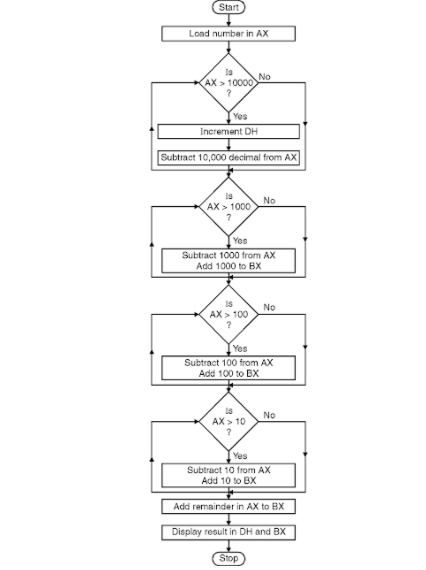 Start
Load number in AX
Is
AX > 10000
?
No
Yes
Increment DH
Subtract 10,000 decimal from AX
Is
AX > 1000
?
No
Yes
Subtract 1000 from AX
Add 1000 to BX
Is
AX > 100
?
No
Yes
Subtract 100 from AX
Add 100 to BX
Is
AX > 10
?
No
Yes
Subtract 10 from AX
Add 10 to BX
Add remainder in AX to BX
Display result in DH and BX
Stop